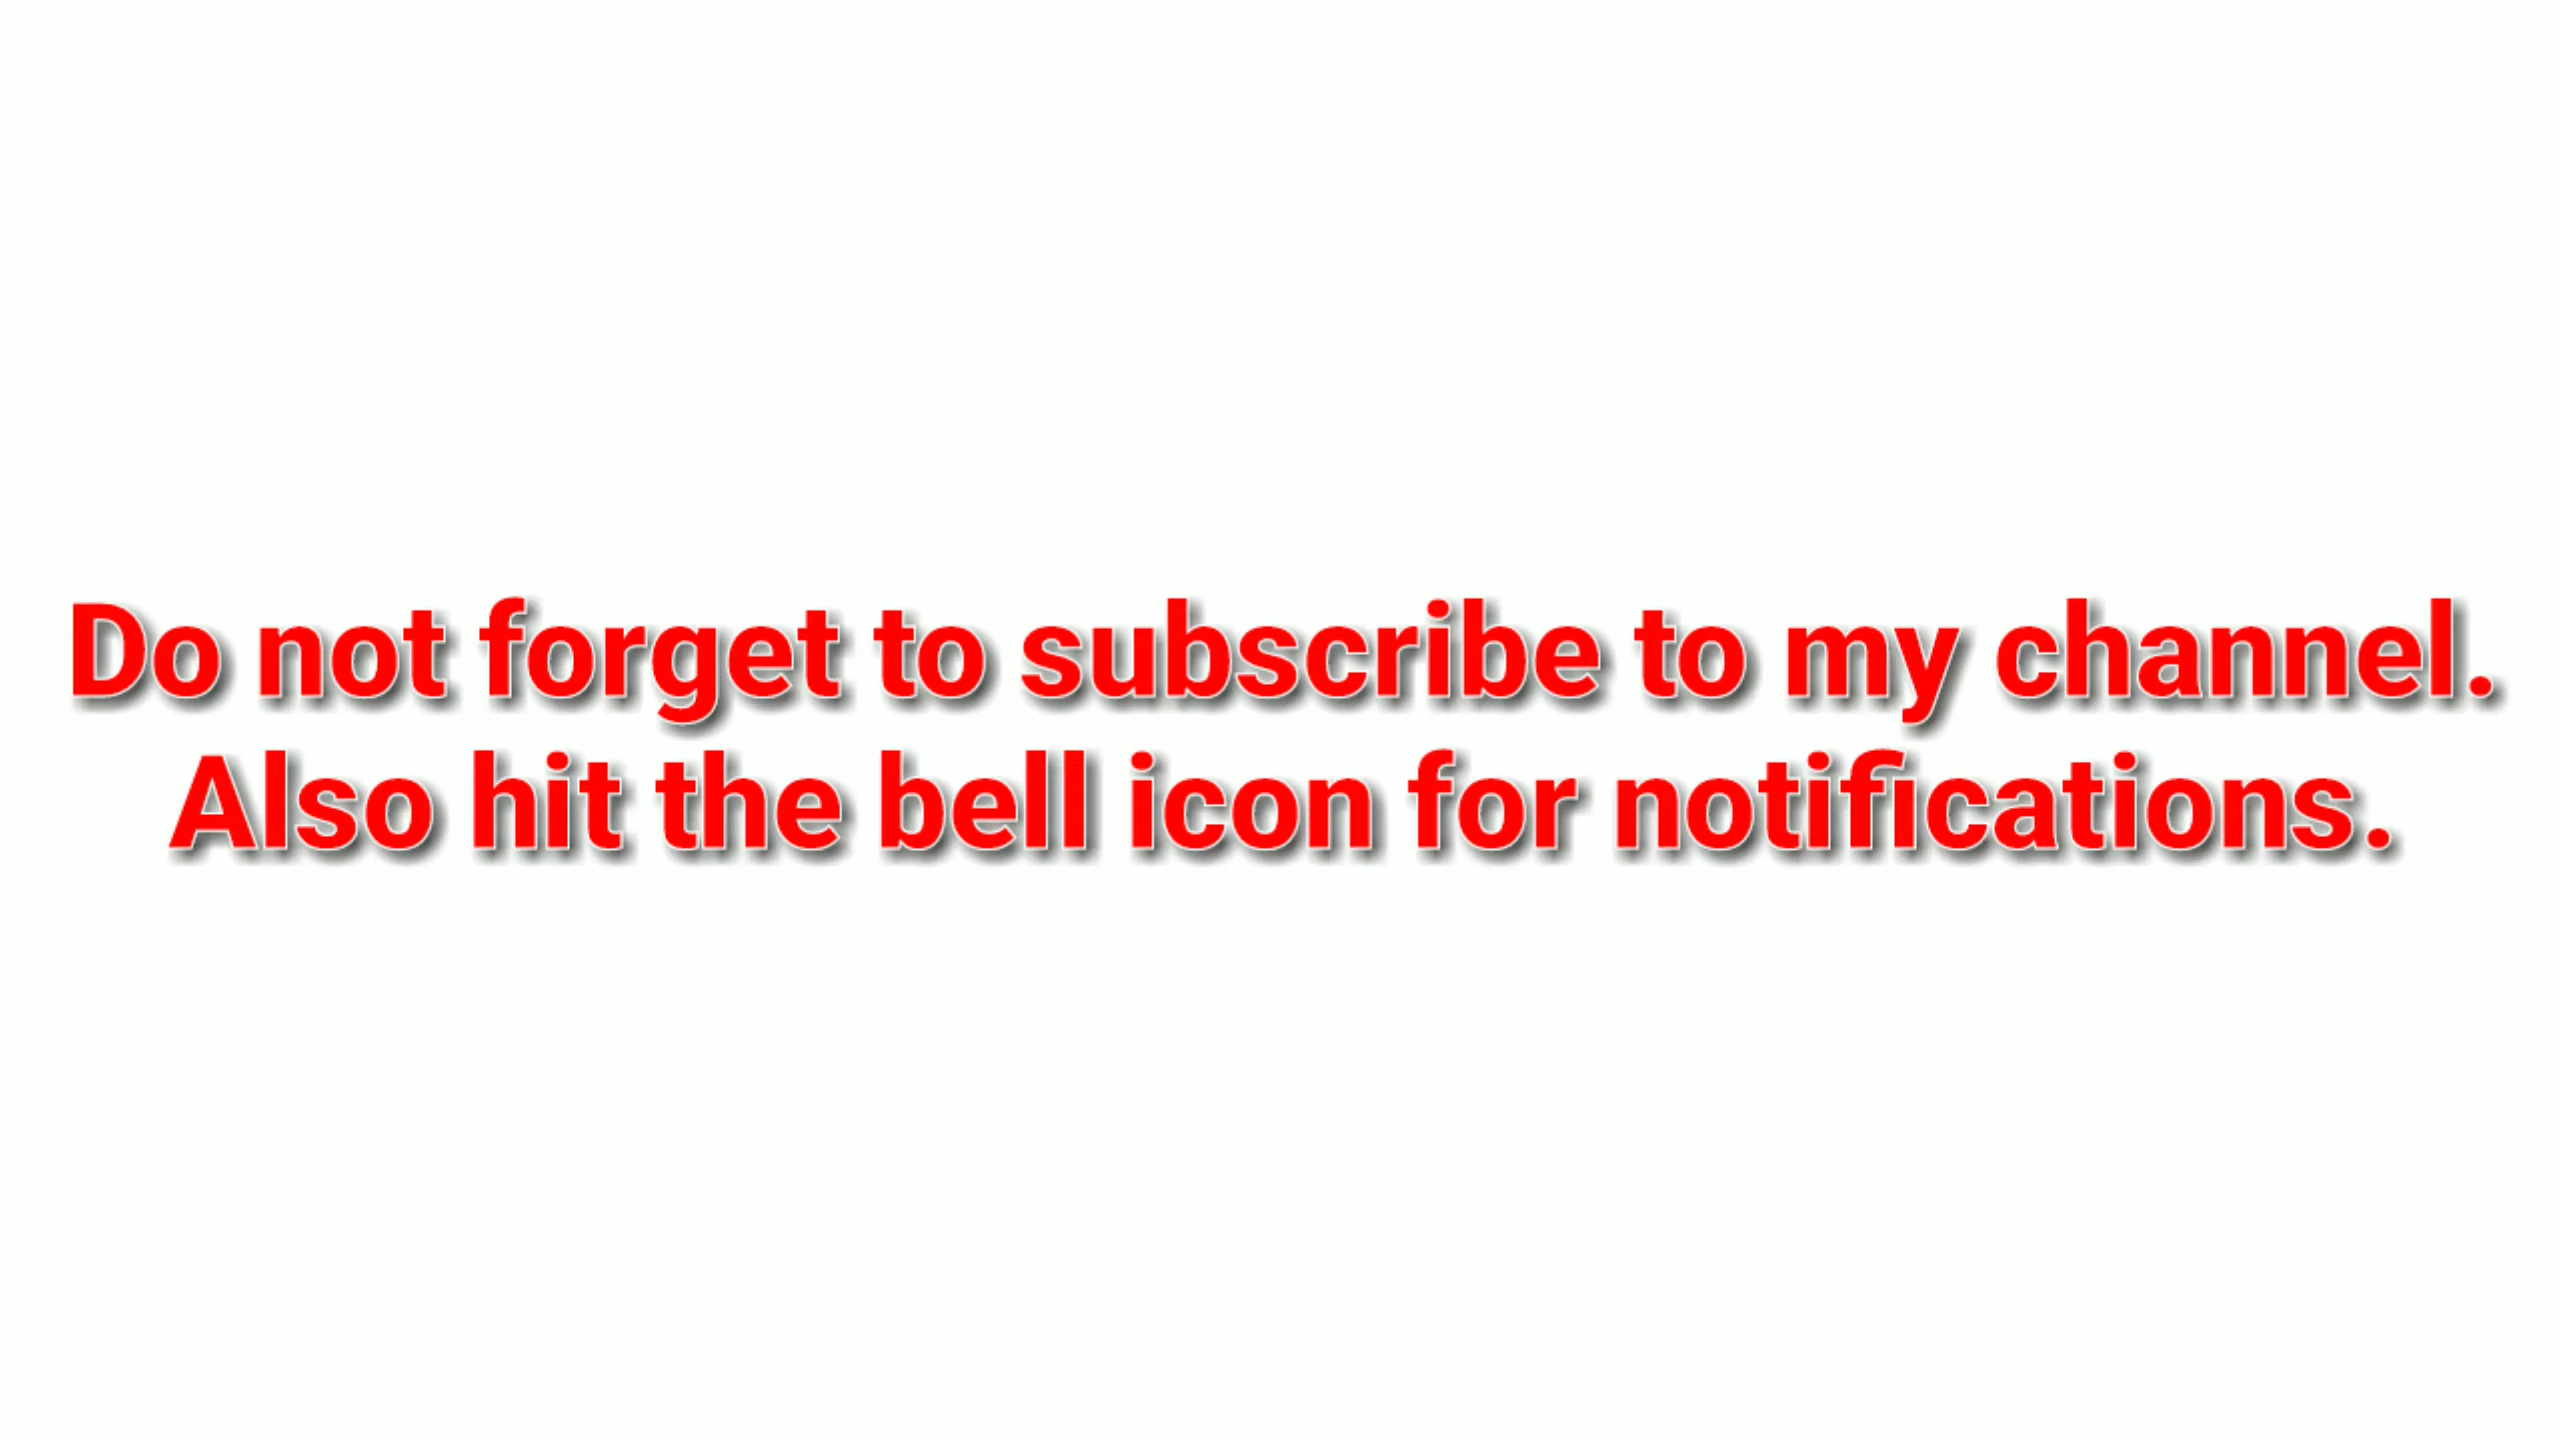 Do not forget to subscribe to my channel.
Also hit the bell icon for notifications.